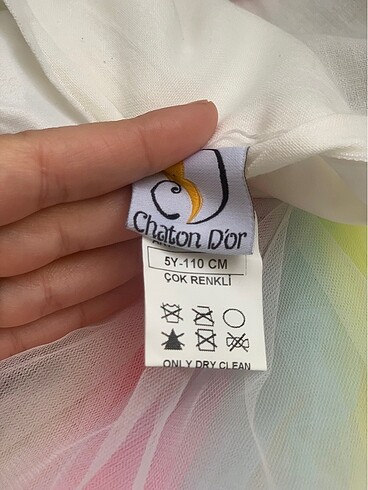 Chaton D'or
5Y-110 CM
ÇOK RENKLİ
ONLY DRY CLEAN